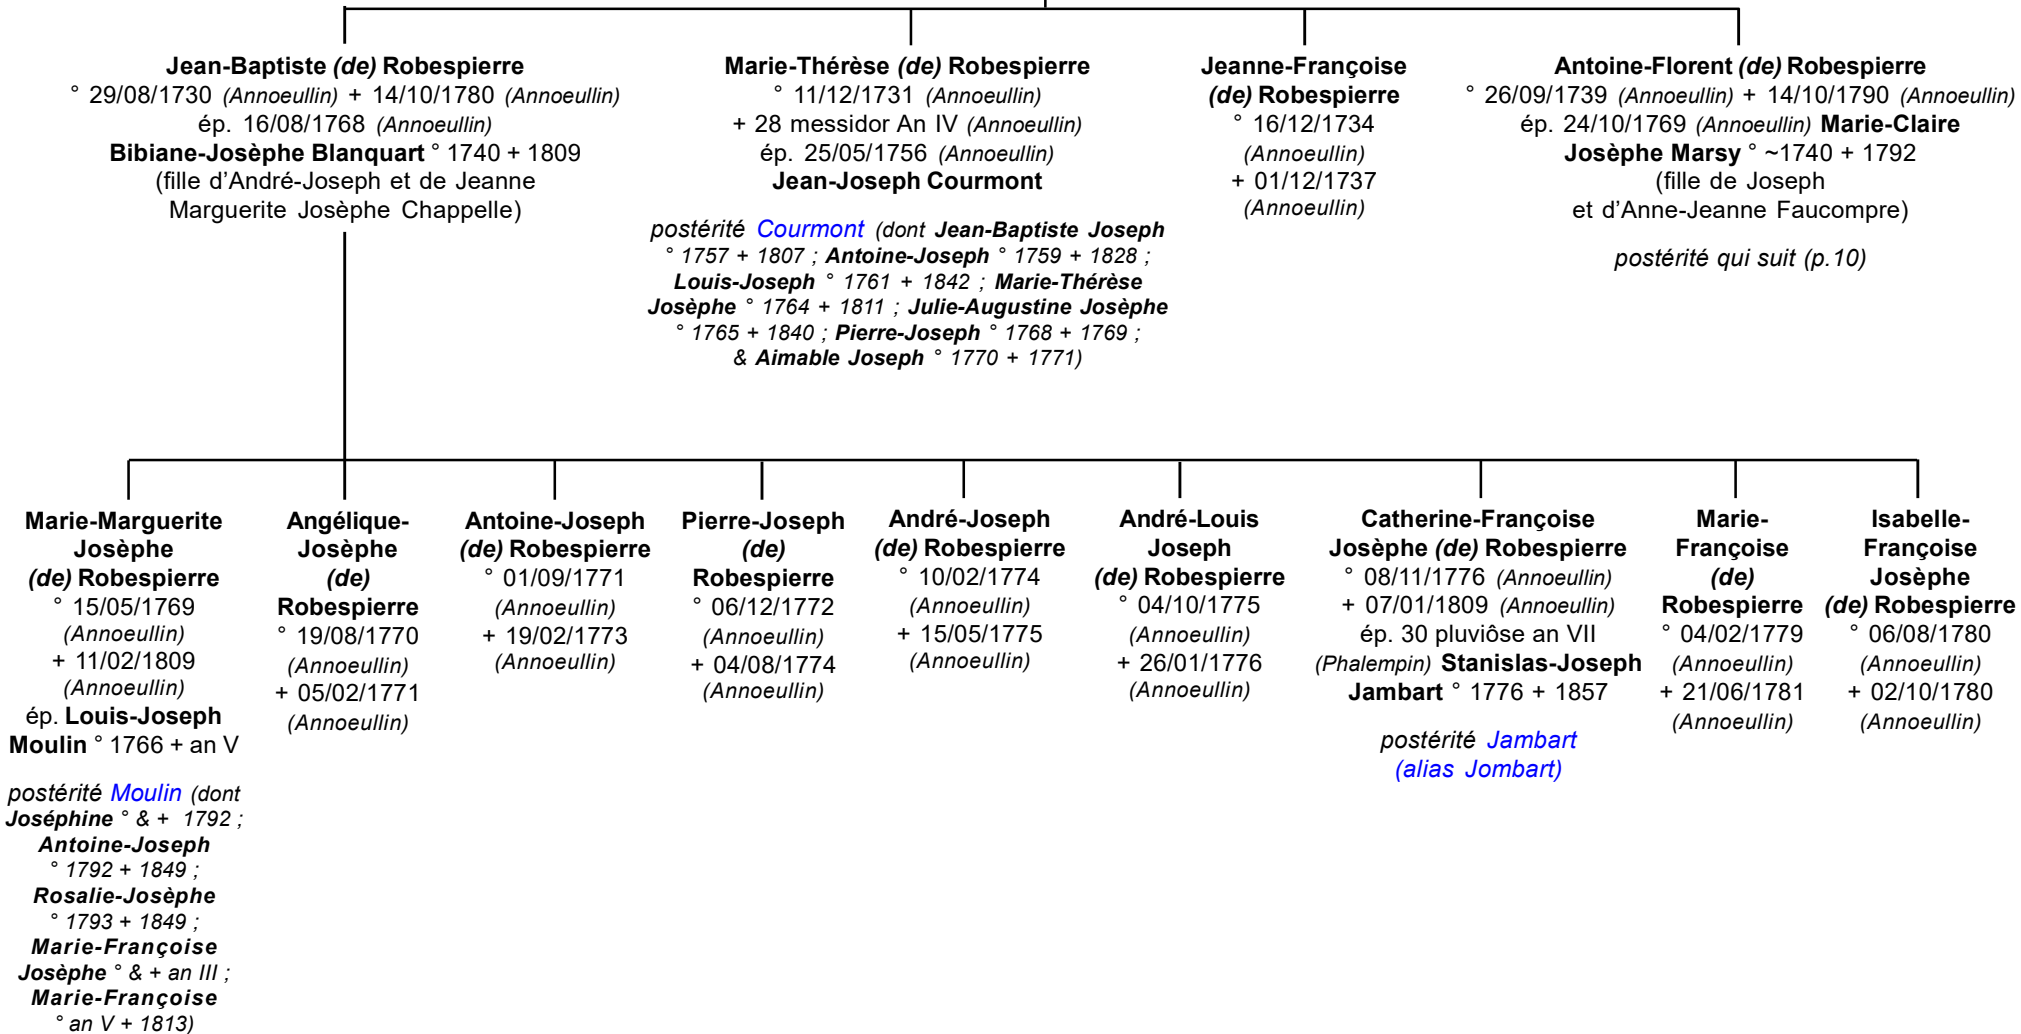 Jean-Baptiste (de) Robespierre
° 29/08/1730 (Annoeullin) + 14/10/1780 (Annoeullin)
ép. 16/08/1768 (Annoeullin)
Bibiane-Josèphe Blanquart ° 1740 + 1809
(fille d'André-Joseph et de Jeanne
Marguerite Josèphe Chappelle)
Marie-Thérèse (de) Robespierre
° 11/12/1731 (Annoeullin)
+ 28 messidor An IV (Annoeullin)
ép. 25/05/1756 (Annoeullin)
Jean-Joseph Courmont
postérité Courmont (dont Jean-Baptiste Joseph
° 1757 + 1807 ; Antoine-Joseph ° 1759 + 1828 ;
Louis-Joseph ° 1761 + 1842 ; Marie-Thérèse
Josèphe ° 1764 + 1811 ; Julie-Augustine Josèphe
° 1765 + 1840 ; Pierre-Joseph ° 1768 + 1769 ;
& Aimable Joseph ° 1770 + 1771)
Jeanne-Françoise
(de) Robespierre
° 16/12/1734
(Annoeullin)
+ 01/12/1737
(Annoeullin)
Antoine-Florent (de) Robespierre
° 26/09/1739 (Annoeullin) + 14/10/1790 (Annoeullin)
ép. 24/10/1769 (Annoeullin) Marie-Claire
Josèphe Marsy ° ~1740 + 1792
(fille de Joseph
et d'Anne-Jeanne Faucompre)
postérité qui suit (p.10)
Marie-Marguerite
Josèphe
(de) Robespierre
° 15/05/1769
(Annoeullin)
+ 11/02/1809
(Annoeullin)
ép. Louis-Joseph
Moulin ° 1766 + an V
postérité Moulin (dont
Joséphine ° & + 1792 ;
Antoine-Joseph
° 1792 + 1849 ;
Rosalie-Josèphe
° 1793 + 1849 ;
Marie-Françoise
Josèphe ° & + an III ;
Marie-Françoise
° an V + 1813)
Angélique-
Josèphe
(de)
Robespierre
° 19/08/1770
(Annoeullin)
+ 05/02/1771
(Annoeullin)
Antoine-Joseph
(de) Robespierre
° 01/09/1771
(Annoeullin)
+ 19/02/1773
(Annoeullin)
Pierre-Joseph
(de)
Robespierre
° 06/12/1772
(Annoeullin)
+ 04/08/1774
(Annoeullin)
André-Joseph
(de) Robespierre
° 10/02/1774
(Annoeullin)
+ 15/05/1775
(Annoeullin)
André-Louis
Joseph
(de) Robespierre
° 04/10/1775
(Annoeullin)
+ 26/01/1776
(Annoeullin)
Catherine-Françoise
Josèphe (de) Robespierre
° 08/11/1776 (Annoeullin)
+ 07/01/1809 (Annoeullin)
ép. 30 pluviôse an VII
(Phalempin) Stanislas-Joseph
Jambart ° 1776 + 1857
postérité Jambart
(alias Jombart)
Marie-
Françoise
(de)
Robespierre
° 04/02/1779
(Annoeullin)
+ 21/06/1781
(Annoeullin)
Isabelle-
Françoise
Josèphe
(de) Robespierre
° 06/08/1780
(Annoeullin)
+ 02/10/1780
(Annoeullin)